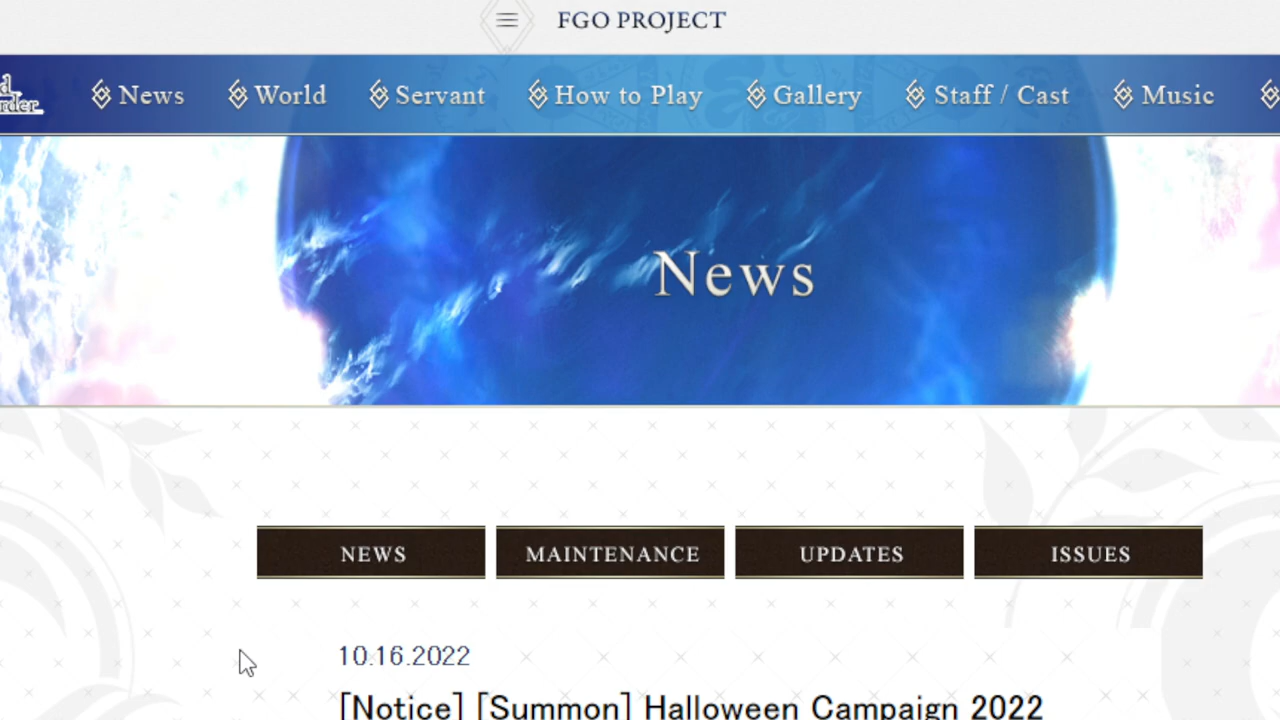 FGO PROJECT
News World Servant How to Play Gallery Staff / Cast Music
News
NEWS MAINTENANCE UPDATES ISSUES
10.16.2022
[Notice] [Summon] Halloween Campaign 2022